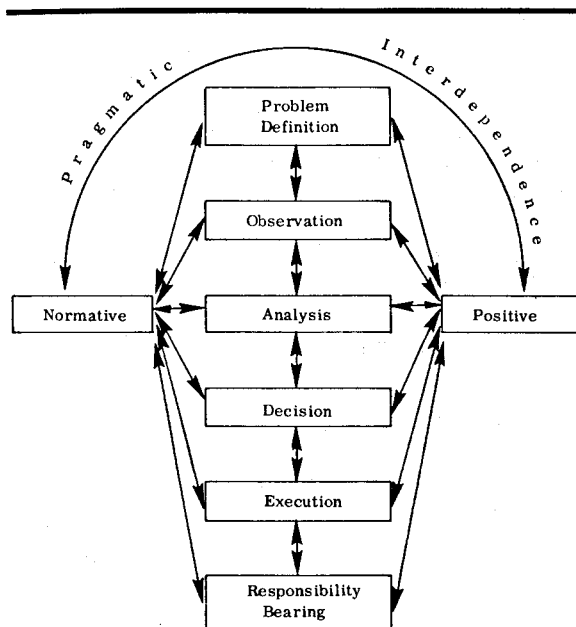 Pragmatic Interdependence
Problem
Definition
Observation
Normative
Analysis
Positive
Decision
Execution
Responsibility
Bearing